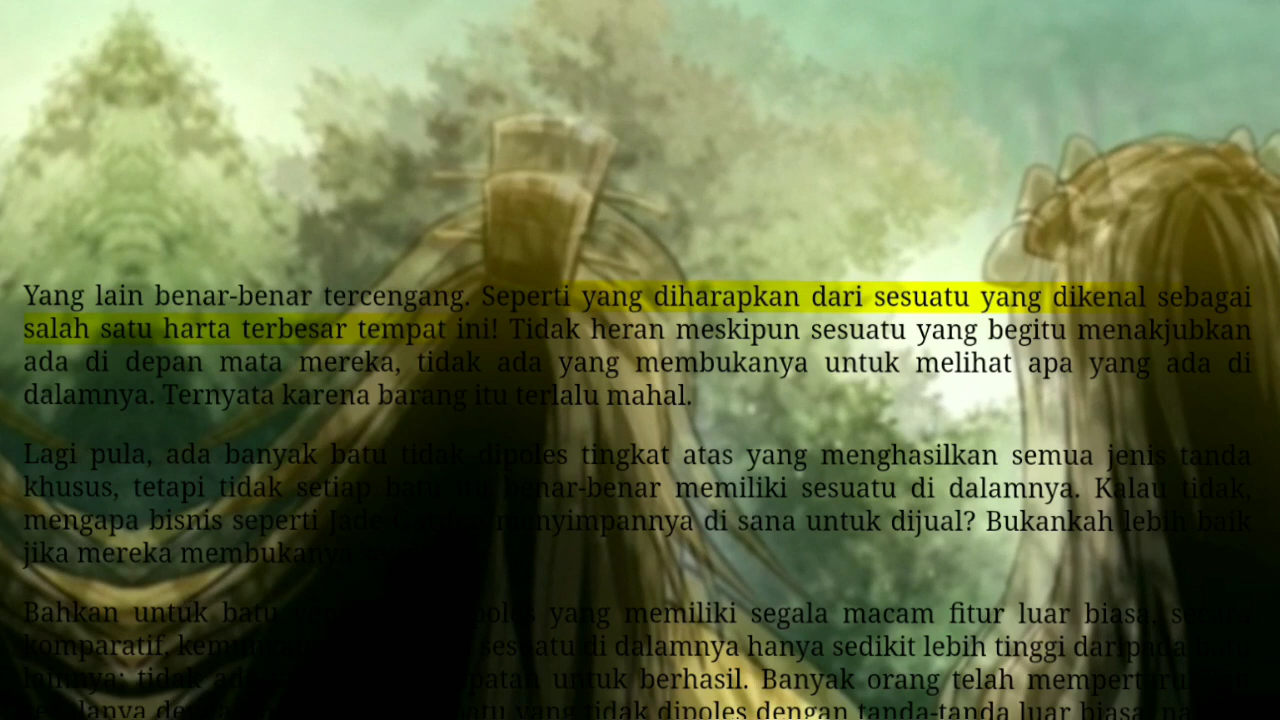 Yang lain benar-benar tercengang. Seperti yang diharapkan dari sesuatu yang dikenal sebagai
salah satu harta terbesar tempat ini! Tidak heran meskipun sesuatu yang begitu menakjubkan
ada di depan mata mereka, tidak ada yang membukanya untuk melihat apa yang ada di
dalamnya. Ternyata karena barang itu terlalu mahal.
Lagi pula, ada banyak batu tidak dipoles tingkat atas yang menghasilkan semua jenis tanda
khusus, tetapi tidak setiap batu itu benar-benar memiliki sesuatu di dalamnya. Kalau tidak,
mengapa bisnis seperti Jade menyimpannya di sana untuk dijual? Bukankah lebih baik
jika mereka membukanya
Bahkan untuk batu yang memiliki segala macam fitur luar biasa, secara
komparatif, sesuatu di dalamnya hanya sedikit lebih tinggi daripada batu
lainnya; tidak untuk berhasil. Banyak orang telah
yang tidak dipoles dengan tanda-tanda luar biasa,